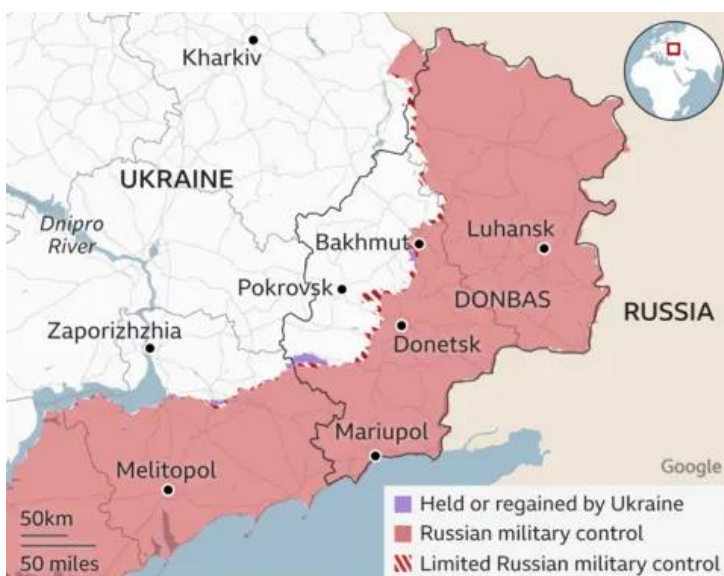 Kharkiv
UKRAINE
Dnipro
River
Bakhmut
Luhansk
Pokrovsk
DONBAS
RUSSIA
Zaporizhzhia
Donetsk
Mariupol
Melitopol
Google
50km
50 miles
Held or regained by Ukraine
Russian military control
Limited Russian military control